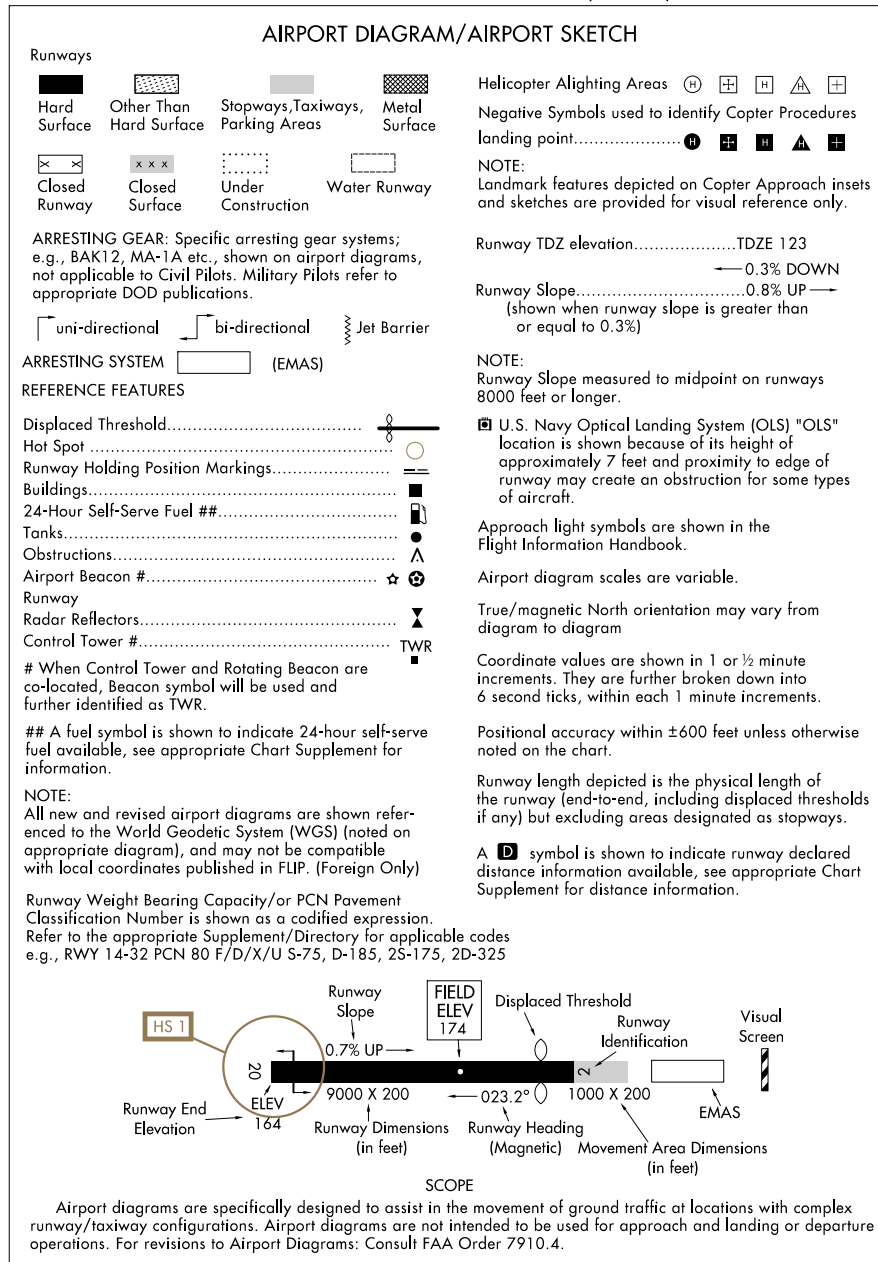 AIRPORT DIAGRAM/AIRPORT SKETCH
Runways
Hard
Surface
Other Than
Hard Surface
Stopways,Taxiways,
Parking Areas
Metal
Surface
x x
Closed
Runway
x x x
Closed
Surface
Under
Construction
Water Runway
ARRESTING GEAR: Specific arresting gear systems;
e.g., BAK12, MA-1A etc., shown on airport diagrams,
not applicable to Civil Pilots. Military Pilots refer to
appropriate DOD publications.
uni-directional
bi-directional
Jet Barrier
ARRESTING SYSTEM (EMAS)
REFERENCE FEATURES
Displaced Threshold....................................
Hot Spot ..........................................................
Runway Holding Position Markings......................
Buildings..........................................................
24-Hour Self-Serve Fuel ##.................................
Tanks..............................................................
Obstructions.....................................................
Airport Beacon #...........................................
Runway
Radar Reflectors...............................................
Control Tower #............................................... TWR
# When Control Tower and Rotating Beacon are
co-located, Beacon symbol will be used and
further identified as TWR.
## A fuel symbol is shown to indicate 24-hour self-serve
fuel available, see appropriate Chart Supplement for
information.
NOTE:
All new and revised airport diagrams are shown refer-
enced to the World Geodetic System (WGS) (noted on
appropriate diagram), and may not be compatible
with local coordinates published in FLIP. (Foreign Only)
Runway Weight Bearing Capacity/or PCN Pavement
Classification Number is shown as a codified expression.
Refer to the appropriate Supplement/Directory for applicable codes
e.g., RWY 14-32 PCN 80 F/D/X/U S-75, D-185, 2S-175, 2D-325
Helicopter Alighting Areas H H H
Negative Symbols used to identify Copter Procedures
landing point..................... H H H
NOTE:
Landmark features depicted on Copter Approach insets
and sketches are provided for visual reference only.
Runway TDZ elevation....................TDZE 123
0.3% DOWN
Runway Slope..........................0.8% UP
(shown when runway slope is greater than
or equal to 0.3%)
NOTE:
Runway Slope measured to midpoint on runways
8000 feet or longer.
U.S. Navy Optical Landing System (OLS) "OLS"
location is shown because of its height of
approximately 7 feet and proximity to edge of
runway may create an obstruction for some types
of aircraft.
Approach light symbols are shown in the
Flight Information Handbook.
Airport diagram scales are variable.
True/magnetic North orientation may vary from
diagram to diagram
Coordinate values are shown in 1 or ½ minute
increments. They are further broken down into
6 second ticks, within each 1 minute increments.
Positional accuracy within ±600 feet unless otherwise
noted on the chart.
Runway length depicted is the physical length of
the runway (end-to-end, including displaced thresholds
if any) but excluding areas designated as stopways.
A D symbol is shown to indicate runway declared
distance information available, see appropriate Chart
Supplement for distance information.
HS 1
Runway
Slope
0.7% UP
FIELD
ELEV
174
Displaced Threshold
Runway
Identification
Visual
Screen
20
2
ELEV
164
Runway End
Elevation
9000 X 200
Runway Dimensions
(in feet)
023.2°
Runway Heading
(Magnetic)
1000 X 200
Movement Area Dimensions
(in feet)
EMAS
SCOPE
Airport diagrams are specifically designed to assist in the movement of ground traffic at locations with complex
runway/taxiway configurations. Airport diagrams are not intended to be used for approach and landing or departure
operations. For revisions to Airport Diagrams: Consult FAA Order 7910.4.